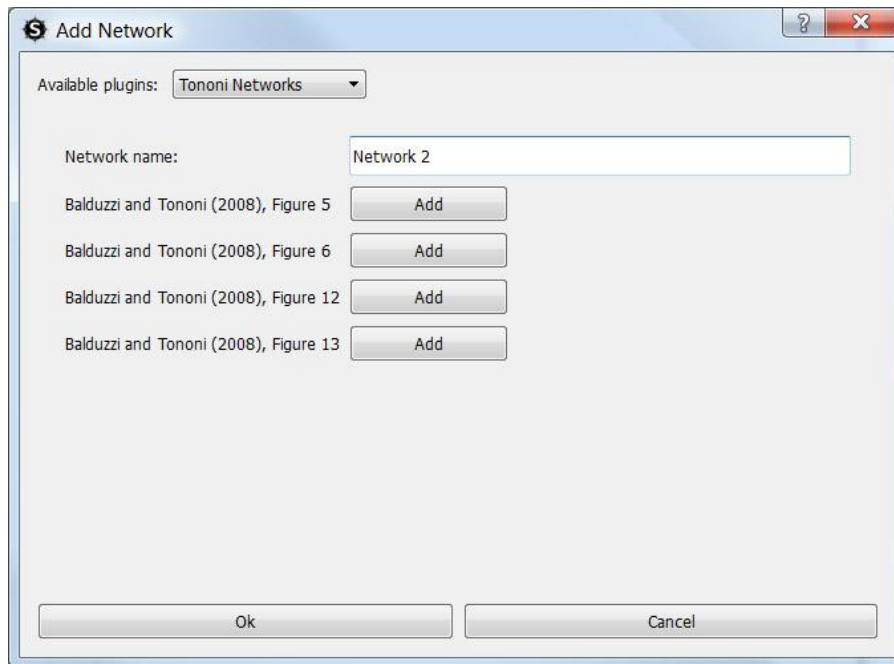 Add Network
Available plugins: Tononi Networks
Network name: Network 2
Balduzzi and Tononi (2008), Figure 5 Add
Balduzzi and Tononi (2008), Figure 6 Add
Balduzzi and Tononi (2008), Figure 12 Add
Balduzzi and Tononi (2008), Figure 13 Add
Ok Cancel